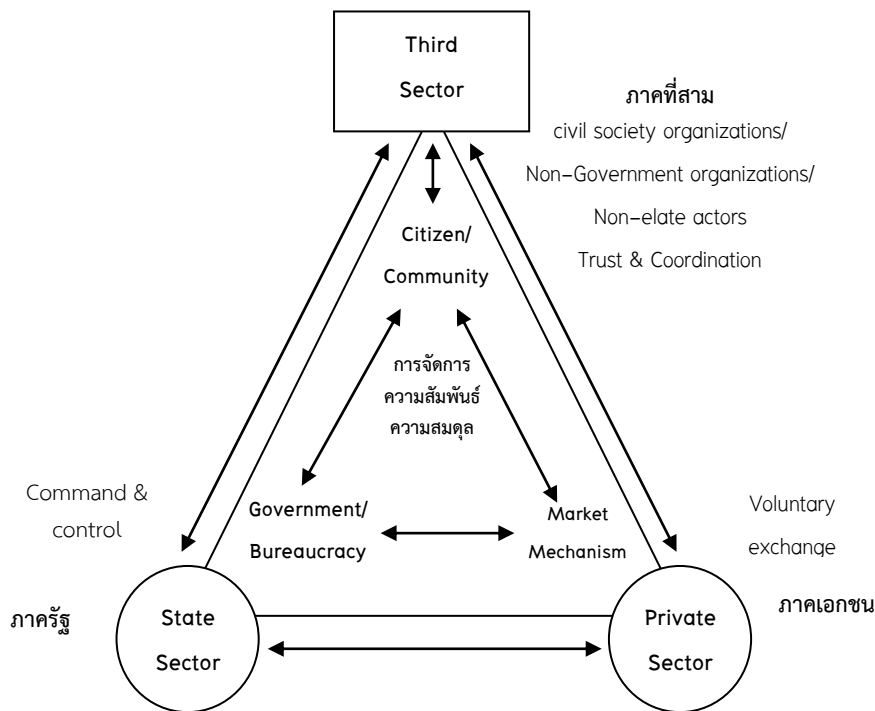 Third
Sector
ภาคที่สาม
civil society organizations/
Non-Government organizations/
Non-elate actors
Trust & Coordination
Citizen/
Community
การจัดการ
ความสัมพันธ์
ความสมดุล
Command &
control
Government/
Bureaucracy
Market
Mechanism
Voluntary
exchange
ภาครัฐ
State
Sector
Private
Sector
ภาคเอกชน